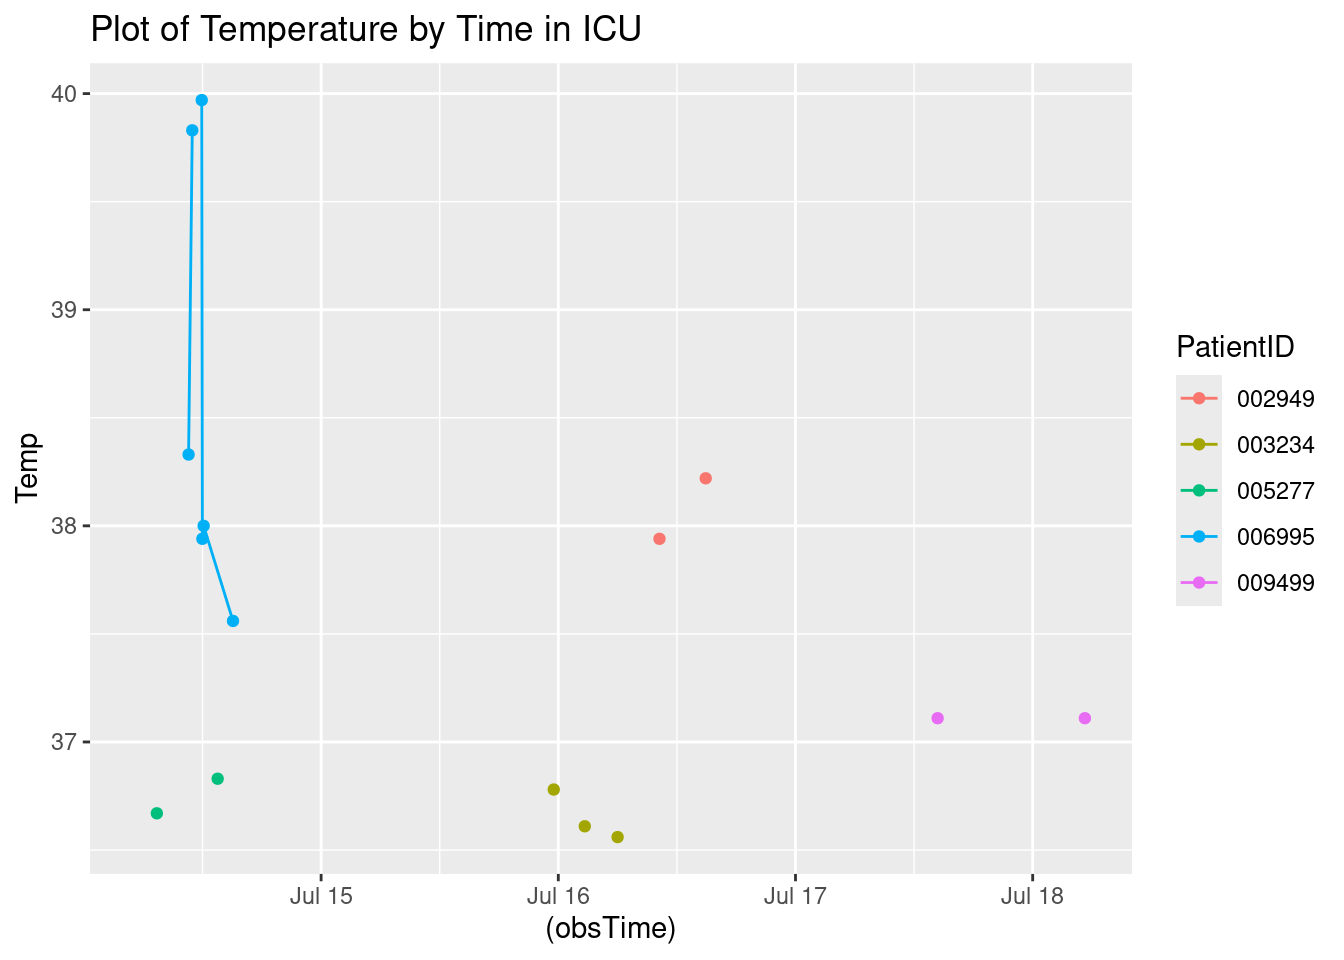 Plot of Temperature by Time in ICU
40
39
38
37
Temp
Jul 15 Jul 16 Jul 17 Jul 18
(obsTime)
PatientID
002949
003234
005277
006995
009499